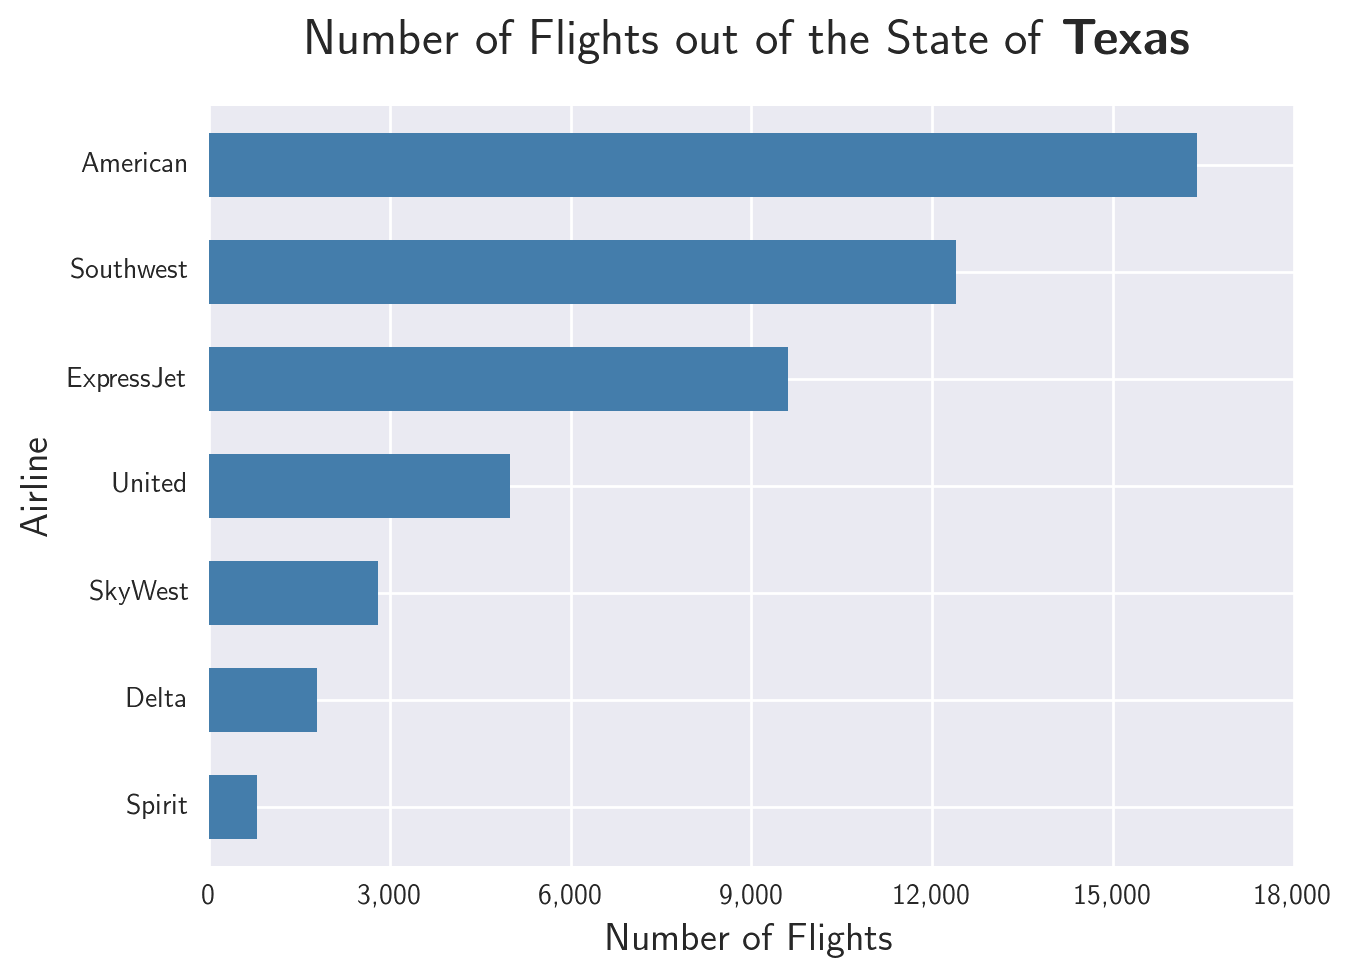 Number of Flights out of the State of Texas
American
Southwest
ExpressJet
United
SkyWest
Delta
Spirit
Airline
0 3,000 6,000 9,000 12,000 15,000 18,000
Number of Flights